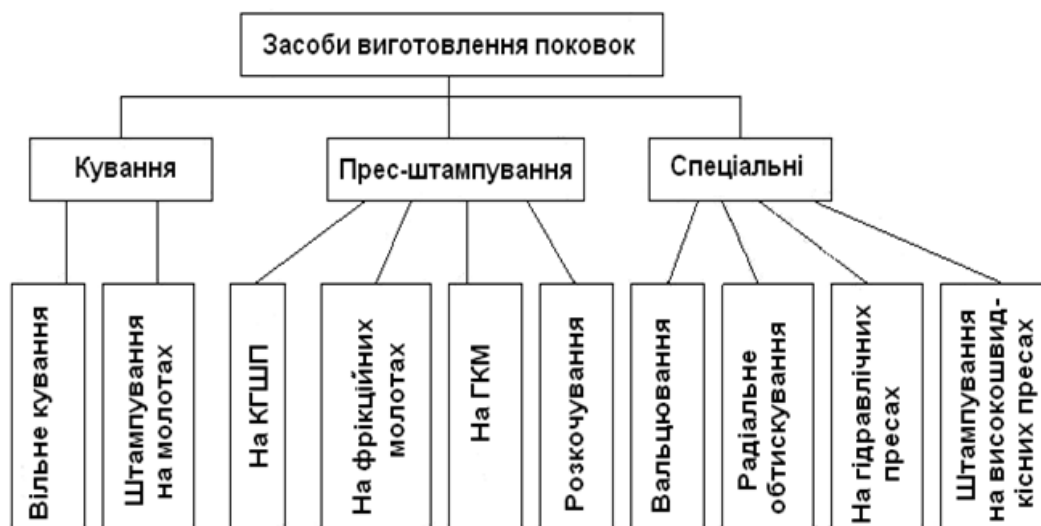 Засоби виготовлення поковок
Кування
Прес-штампування
Спеціальні
Вільне кування
Штампування
на молотах
На КГШП
На фрікційних
молотах
На ГКМ
Розкочування
Вальцювання
Радіальне
обтискування
На гідравлічних
пресах
Штампування
на високошвид-
кісних пресах